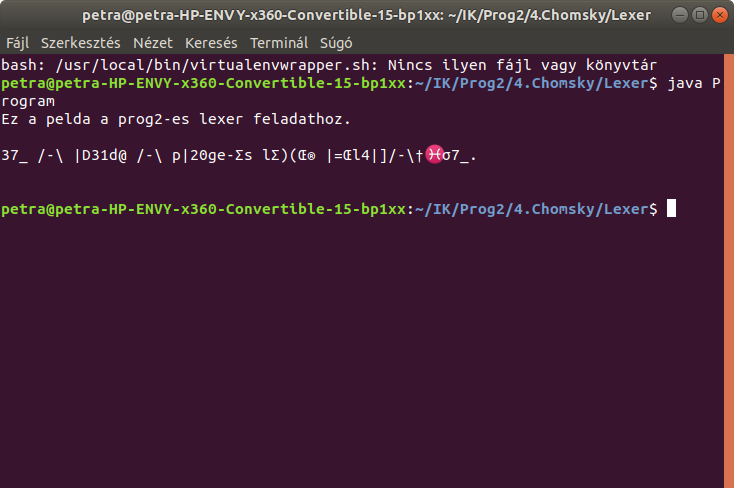 petra@petra-HP-ENVY-x360-Convertible-15-bp1xx: ~/IK/Prog2/4.Chomsky/Lexer
Fájl Szerkesztés Nézet Keresés Terminál Súgó
bash: /usr/local/bin/virtualenvwrapper.sh: Nincs ilyen fájl vagy könyvtár
petra@petra-HP-ENVY-x360-Convertible-15-bp1xx:~/IK/Prog2/4.Chomsky/Lexer$ java P
rogram
Ez a pelda a prog2-es lexer feladathoz.
37_ /-\ |D31d@ /-\ p|20ge-Σs lΣ)(Œ® |=Œl4|]/-\†♓σ7_.
petra@petra-HP-ENVY-x360-Convertible-15-bp1xx:~/IK/Prog2/4.Chomsky/Lexer$